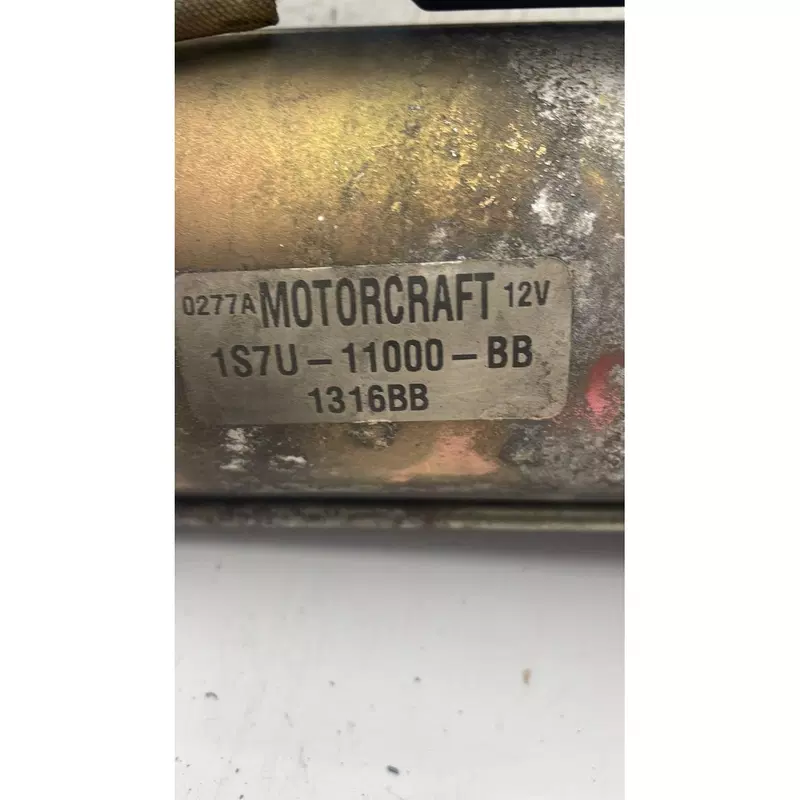 0277A MOTORCRAFT 12V
1S7U-11000-BB
1316BB